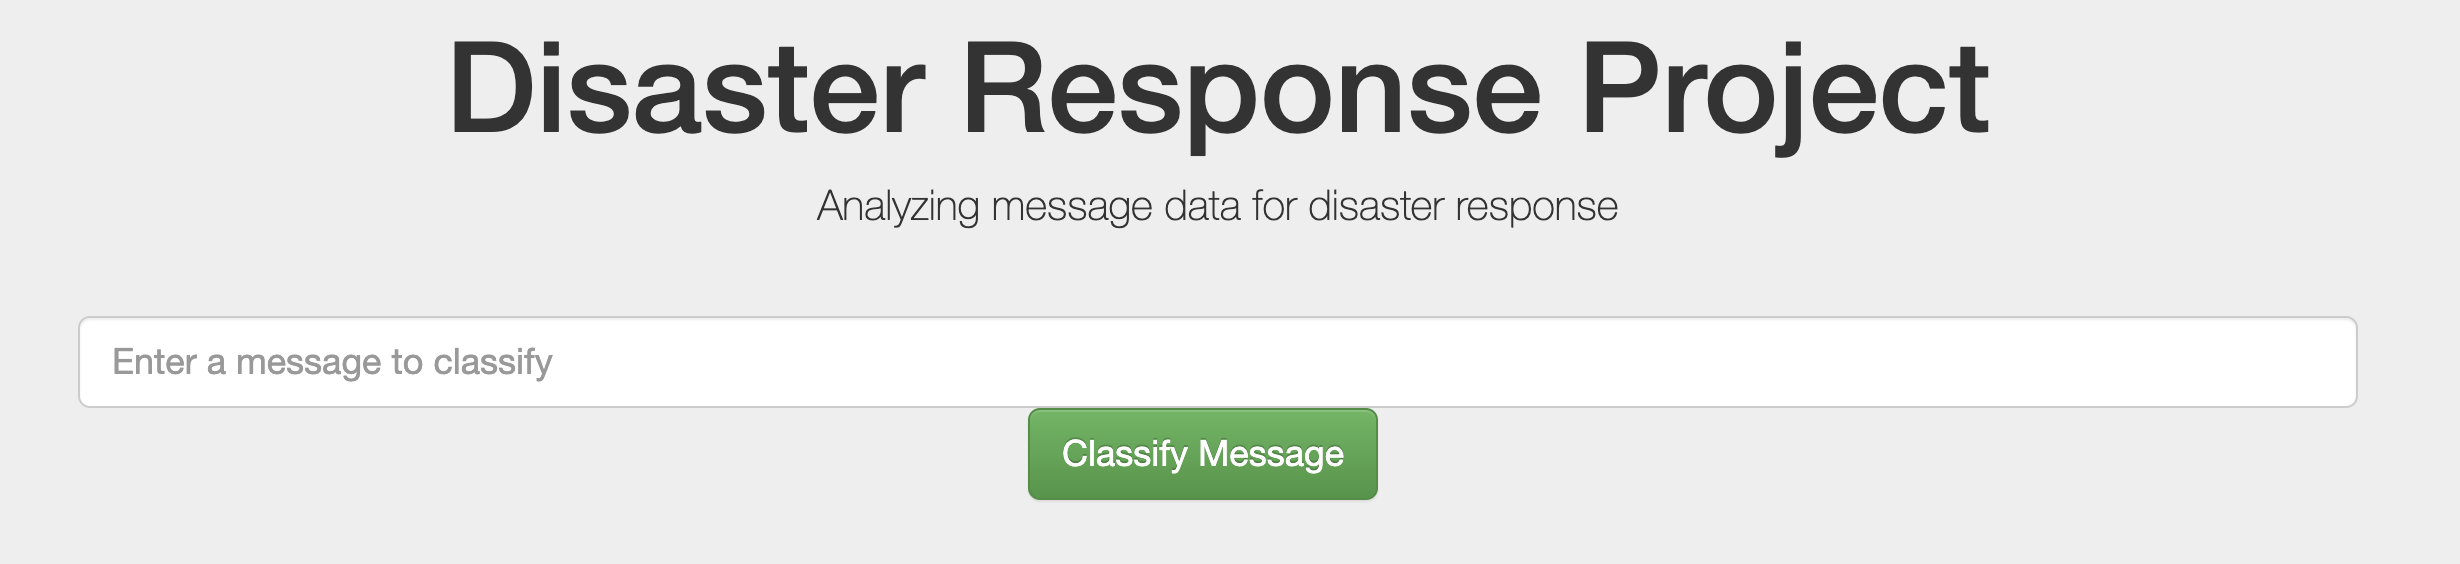 Disaster Response Project
Analyzing message data for disaster response
Enter a message to classify
Classify Message